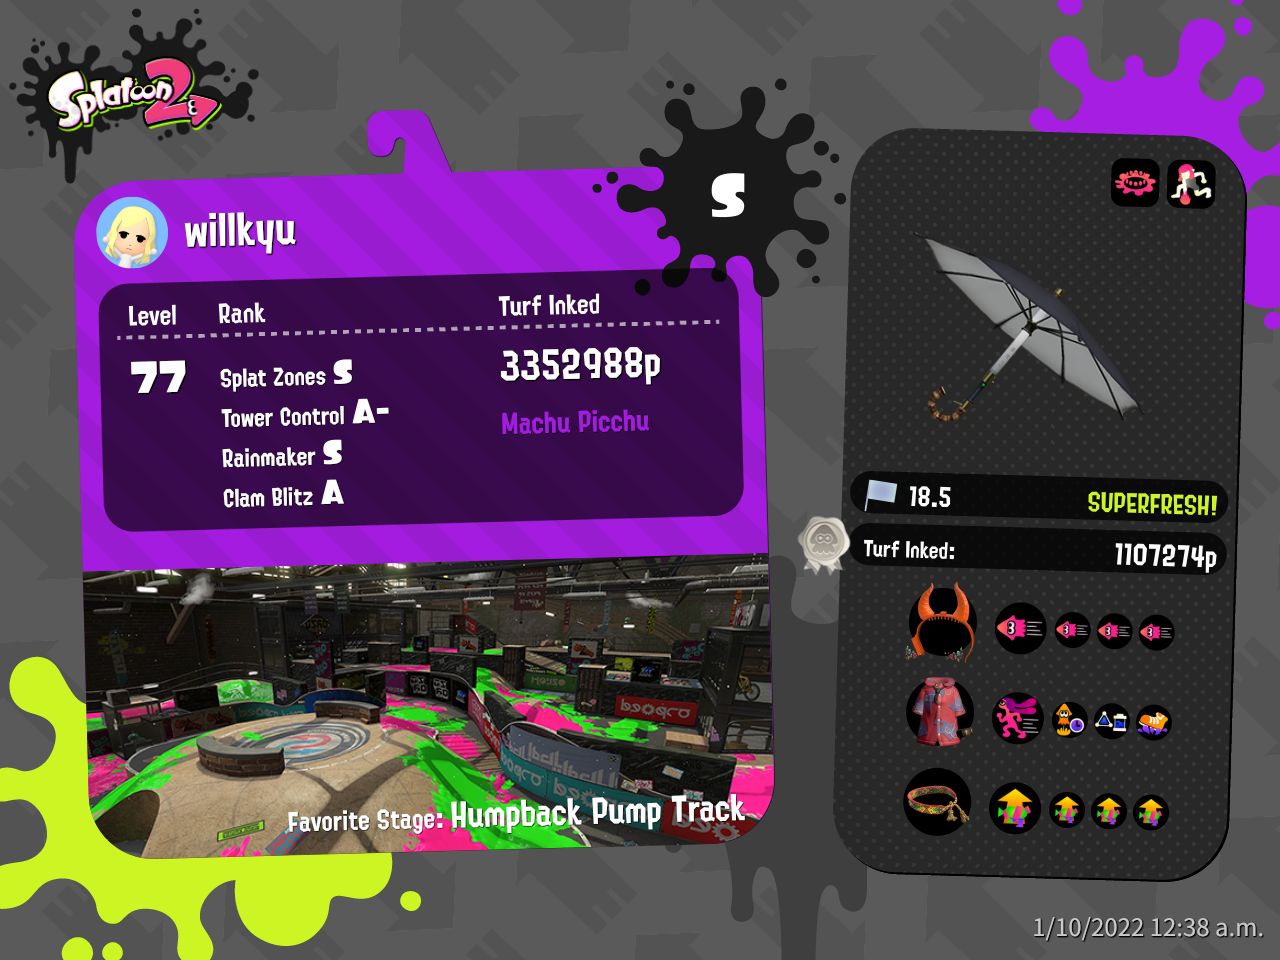 Splatoon 2
S
willkyu
Level Rank Turf Inked
77
Splat Zones S
Tower Control A-
Rainmaker S
Clam Blitz A
3352988p
Machu Picchu
Favorite Stage: Humpback Pump Track
18.5 SUPERFRESH!
Turf Inked: 1107274p
1/10/2022 12:38 a.m.